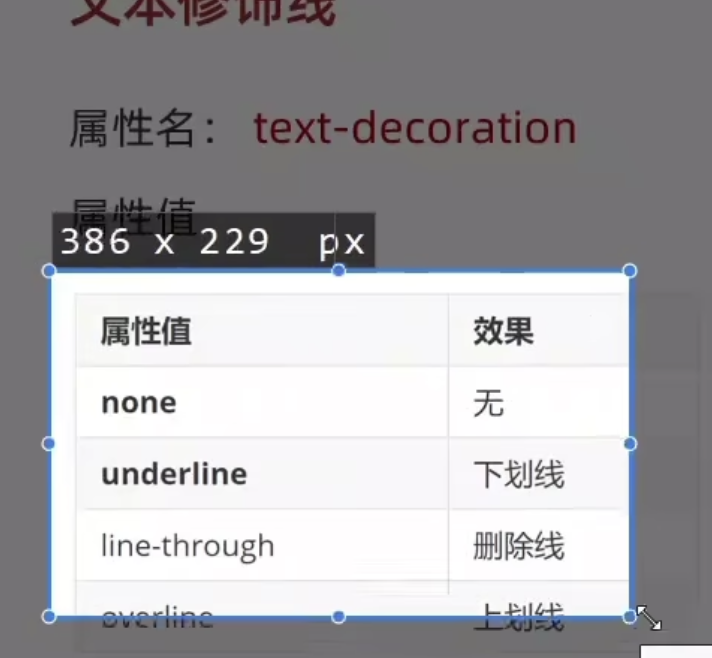 文本修饰线
属性名： text-decoration
属性值
386 x 229 px
属性值 效果
none 无
underline 下划线
line-through 删除线
overline 上划线